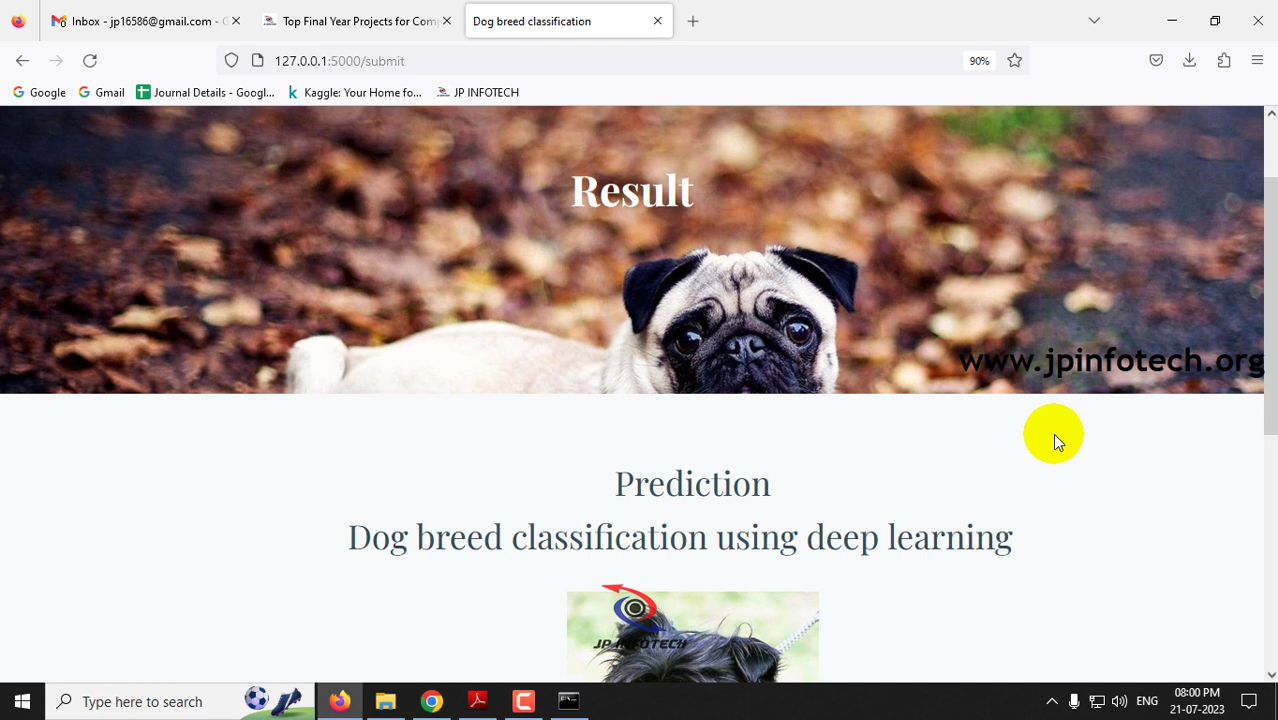 Inbox - jp16586@gmail.com - G
Top Final Year Projects for Com
Dog breed classification
127.0.0.1:5000/submit
90%
Google
Gmail
Journal Details - Googl...
Kaggle: Your Home fo...
JP INFOTECH
Result
www.jpinfotech.org
Prediction
Dog breed classification using deep learning
JP INFOTECH
Type here to search
ENG
08:00 PM
21-07-2023